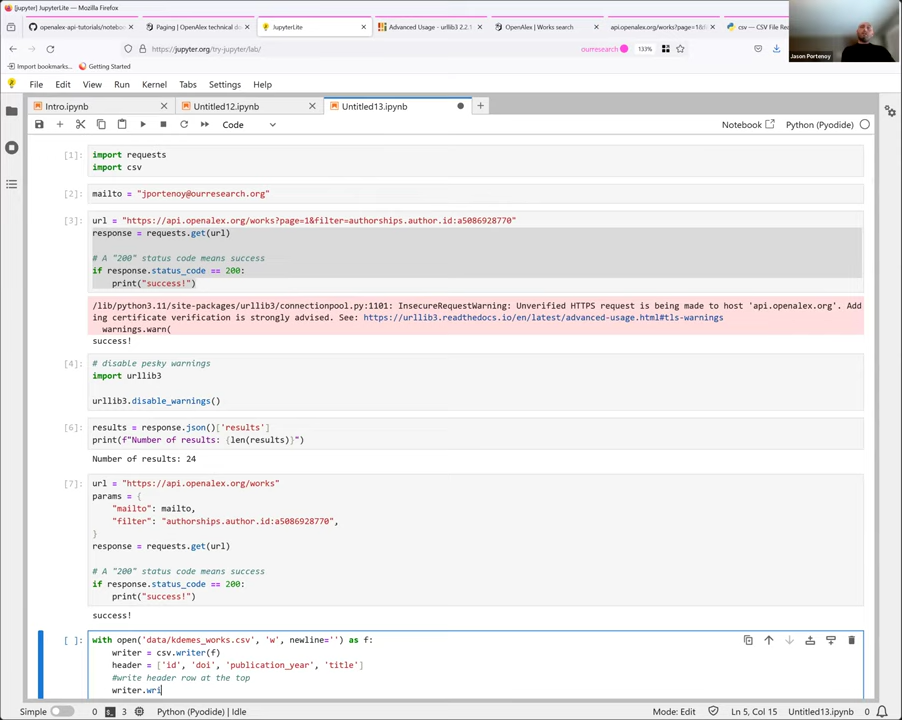 JupyterLite — Mozilla Firefox
openalex-api-tutorials/notebo
Paging | OpenAlex technical do
JupyterLite
Advanced Usage - urllib3 2.2.1
OpenAlex | Works search
api.openalex.org/works?page=1&fi
csv — CSV File Rea
https://jupyter.org/try-jupyter/lab/
ourresearch
133%
Jason Portenoy
Import bookmarks...
Getting Started
File Edit View Run Kernel Tabs Settings Help
Intro.ipynb
Untitled12.ipynb
Untitled13.ipynb
Code
Notebook
Python (Pyodide)
[1]: import requests
import csv
[2]: mailto = "jportenoy@ourresearch.org"
[3]: url = "https://api.openalex.org/works?page=1&filter=authorships.author.id:a5086928770"
response = requests.get(url)
# A "200" status code means success
if response.status_code == 200:
print("success!")
/lib/python3.11/site-packages/urllib3/connectionpool.py:1101: InsecureRequestWarning: Unverified HTTPS request is being made to host 'api.openalex.org'. Add
ing certificate verification is strongly advised. See: https://urllib3.readthedocs.io/en/latest/advanced-usage.html#tls-warnings
warnings.warn(
success!
[4]: # disable pesky warnings
import urllib3
urllib3.disable_warnings()
[6]: results = response.json()['results']
print(f"Number of results: {len(results)}")
Number of results: 24
[7]: url = "https://api.openalex.org/works"
params = {
"mailto": mailto,
"filter": "authorships.author.id:a5086928770",
}
response = requests.get(url)
# A "200" status code means success
if response.status_code == 200:
print("success!")
success!
[ ]: with open('data/kdemes_works.csv', 'w', newline='') as f:
writer = csv.writer(f)
header = ['id', 'doi', 'publication_year', 'title']
#write header row at the top
writer.wri
Simple
0
3
Python (Pyodide) | Idle
Mode: Edit
Ln 5, Col 15
Untitled13.ipynb
0